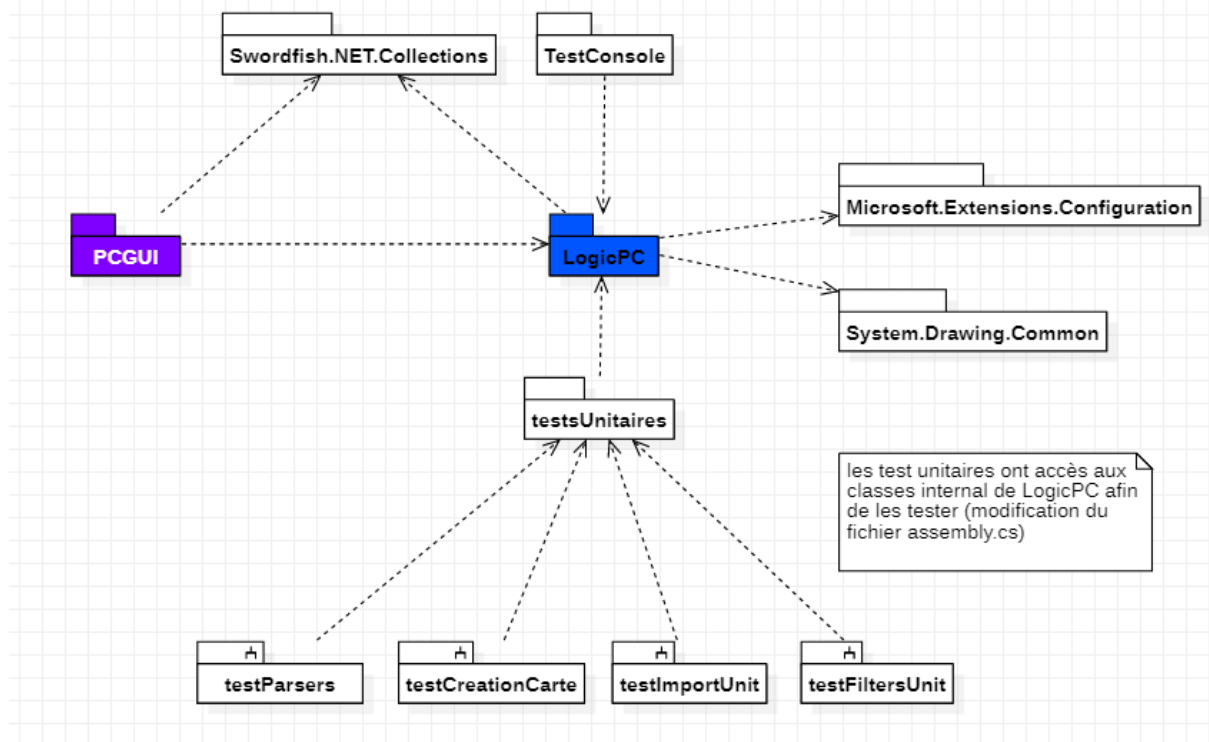 Swordfish.NET.Collections
TestConsole
Microsoft.Extensions.Configuration
PCGUI
LogicPC
System.Drawing.Common
testsUnitaires
les test unitaires ont accès aux
classes internal de LogicPC afin
de les tester (modification du
fichier assembly.cs)
testParsers
testCreationCarte
testImportUnit
testFiltersUnit